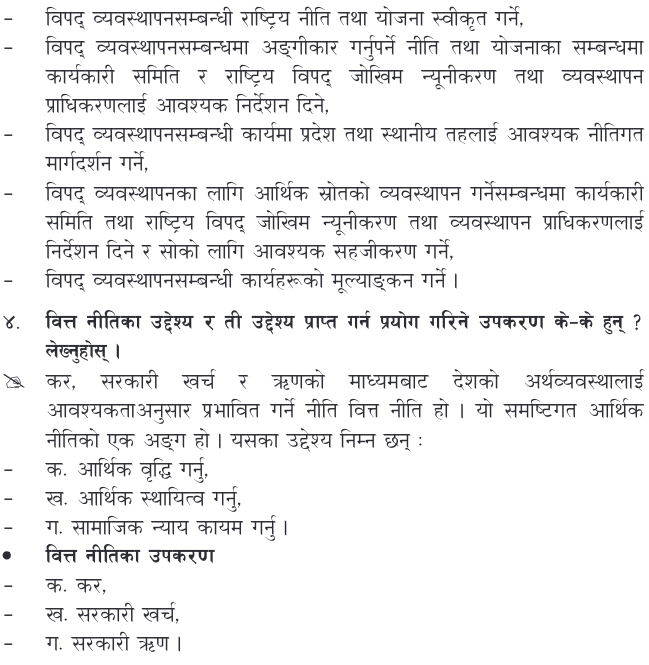 – विपद् व्यवस्थापनसम्बन्धी राष्ट्रिय नीति तथा योजना स्वीकृत गर्ने,
– विपद् व्यवस्थापनसम्बन्धमा अङ्गीकार गर्नुपर्ने नीति तथा योजनाका सम्बन्धमा
कार्यकारी समिति र राष्ट्रिय विपद् जोखिम न्यूनीकरण तथा व्यवस्थापन
प्राधिकरणलाई आवश्यक निर्देशन दिने,
– विपद् व्यवस्थापनसम्बन्धी कार्यमा प्रदेश तथा स्थानीय तहलाई आवश्यक नीतिगत
मार्गदर्शन गर्ने,
– विपद् व्यवस्थापनका लागि आर्थिक स्रोतको व्यवस्थापन गर्नेसम्बन्धमा कार्यकारी
समिति तथा राष्ट्रिय विपद् जोखिम न्यूनीकरण तथा व्यवस्थापन प्राधिकरणलाई
निर्देशन दिने र सोको लागि आवश्यक सहजीकरण गर्ने,
– विपद् व्यवस्थापनसम्बन्धी कार्यहरूको मूल्याङ्कन गर्ने ।
४. वित्त नीतिका उद्देश्य र ती उद्देश्य प्राप्त गर्न प्रयोग गरिने उपकरण के-के हुन् ?
लेख्नुहोस् ।
कर, सरकारी खर्च र ऋणको माध्यमबाट देशको अर्थव्यवस्थालाई
आवश्यकताअनुसार प्रभावित गर्ने नीति वित्त नीति हो । यो समष्टिगत आर्थिक
नीतिको एक अङ्ग हो । यसका उद्देश्य निम्न छन् :
– क. आर्थिक वृद्धि गर्नु,
– ख. आर्थिक स्थायित्व गर्नु,
– ग. सामाजिक न्याय कायम गर्नु ।
• वित्त नीतिका उपकरण
– क. कर,
– ख. सरकारी खर्च,
– ग. सरकारी ऋण ।